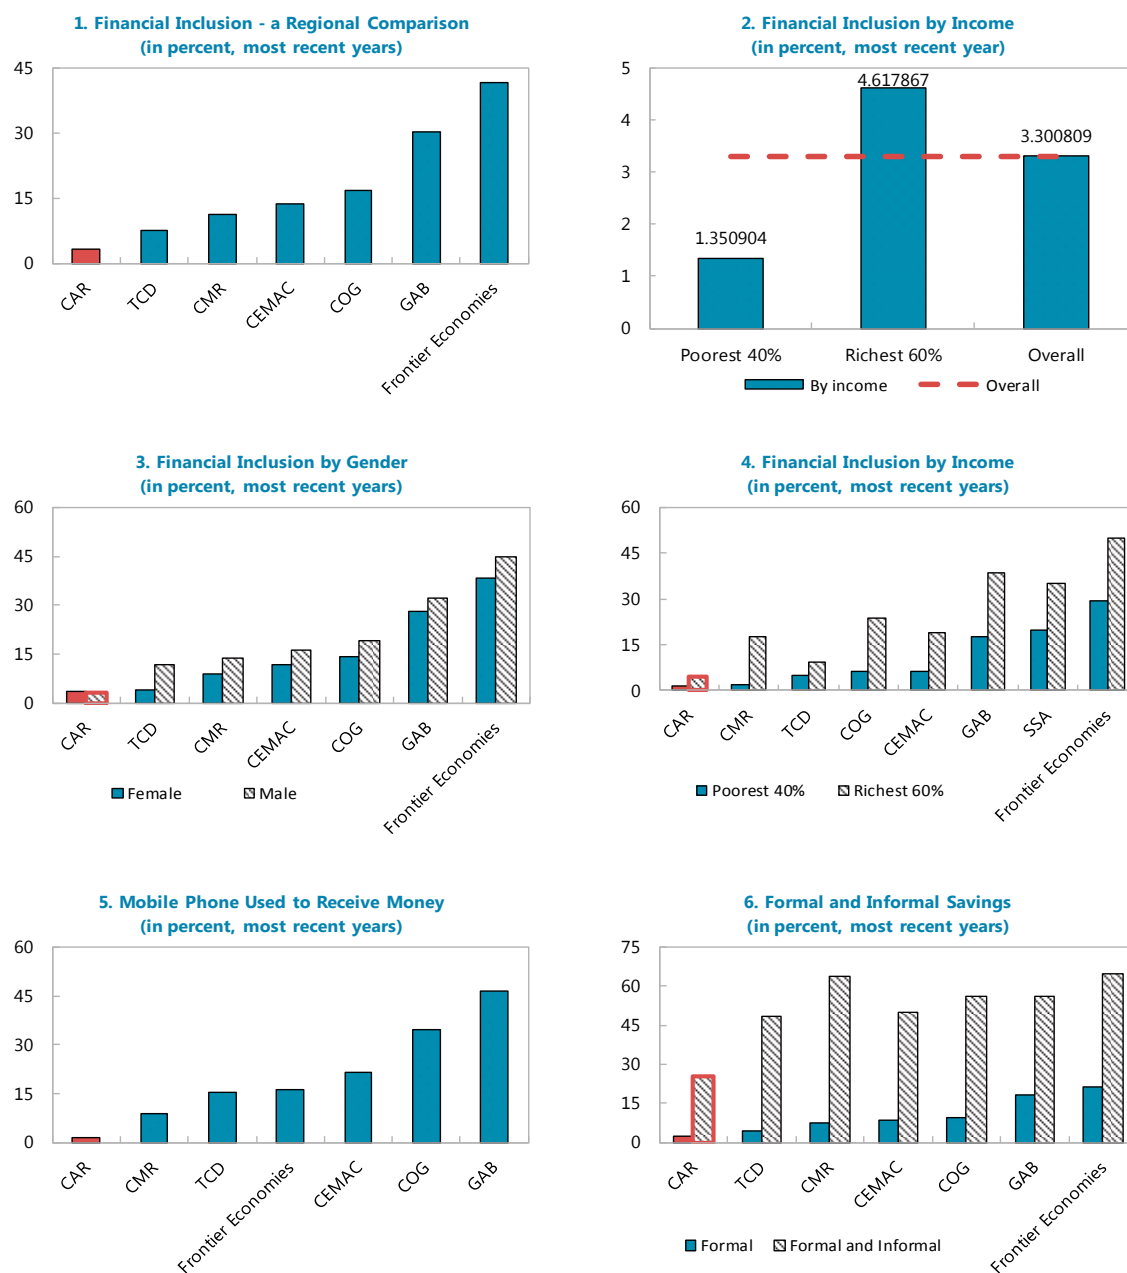 1. Financial Inclusion - a Regional Comparison
(in percent, most recent years)
45
30
15
0
CAR
TCD
CMR
CEMAC
COG
GAB
Frontier Economies
2. Financial Inclusion by Income
(in percent, most recent year)
5
4
3
2
1
0
1.350904
4.617867
3.300809
Poorest 40%
Richest 60%
Overall
By income
Overall
3. Financial Inclusion by Gender
(in percent, most recent years)
60
45
30
15
0
CAR
TCD
CMR
CEMAC
COG
GAB
Frontier Economies
Female
Male
4. Financial Inclusion by Income
(in percent, most recent years)
60
45
30
15
0
CAR
CMR
TCD
COG
CEMAC
GAB
SSA
Frontier Economies
Poorest 40%
Richest 60%
5. Mobile Phone Used to Receive Money
(in percent, most recent years)
60
45
30
15
0
CAR
CMR
TCD
Frontier Economies
CEMAC
COG
GAB
6. Formal and Informal Savings
(in percent, most recent years)
75
60
45
30
15
0
CAR
TCD
CMR
CEMAC
COG
GAB
Frontier Economies
Formal
Formal and Informal